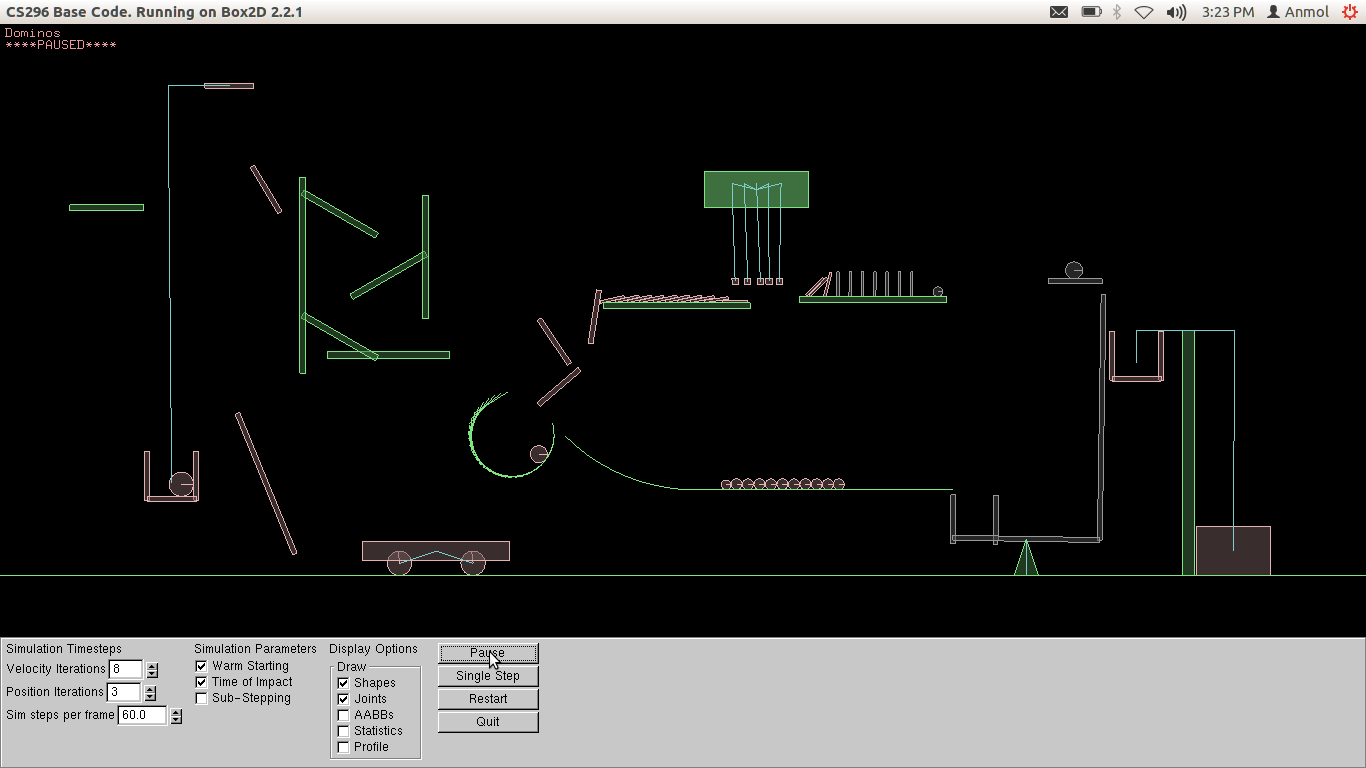 CS296 Base Code. Running on Box2D 2.2.1
3:23 PM
Anmol
Dominos
****PAUSED****
Simulation Timesteps
Velocity Iterations 8
Position Iterations 3
Sim steps per frame 60.0
Simulation Parameters
Warm Starting
Time of Impact
Sub-Stepping
Display Options
Draw
Shapes
Joints
AABBs
Statistics
Profile
Pause
Single Step
Restart
Quit